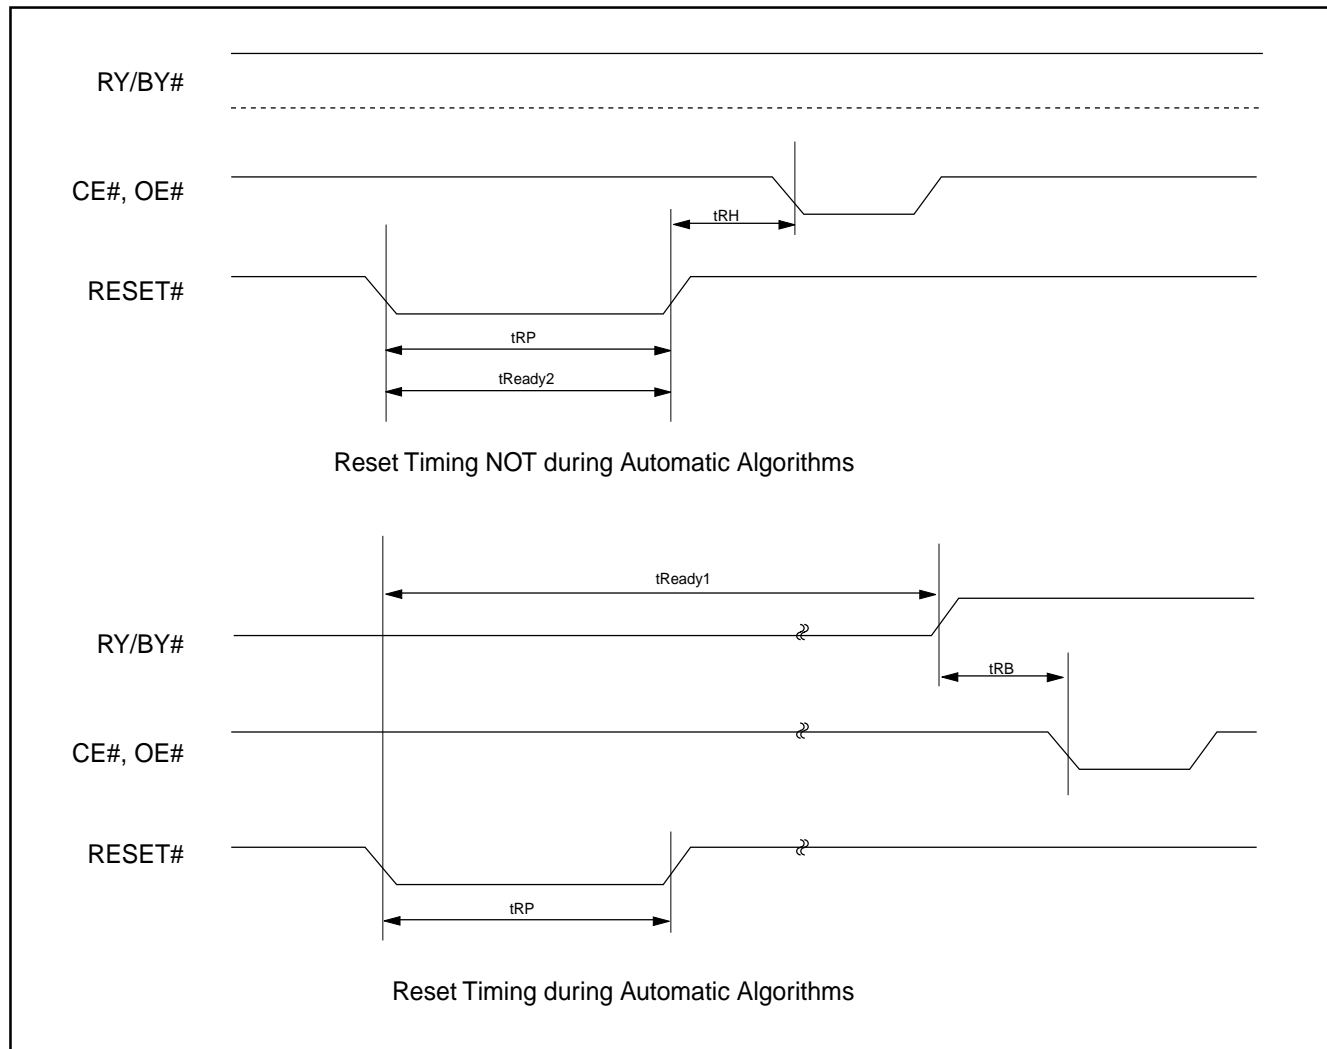 RY/BY#
CE#, OE#
tRH
RESET#
tRP
tReady2
Reset Timing NOT during Automatic Algorithms
tReady1
RY/BY#
tRB
CE#, OE#
RESET#
tRP
Reset Timing during Automatic Algorithms